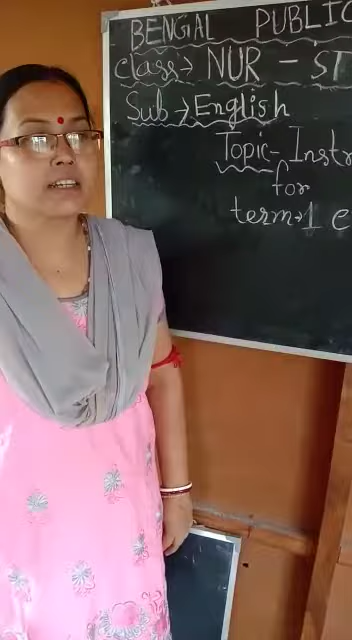 BENGAL PUBLIC
Class → NUR - ST
Sub → English
Topic - Instr
for
term → 1 e